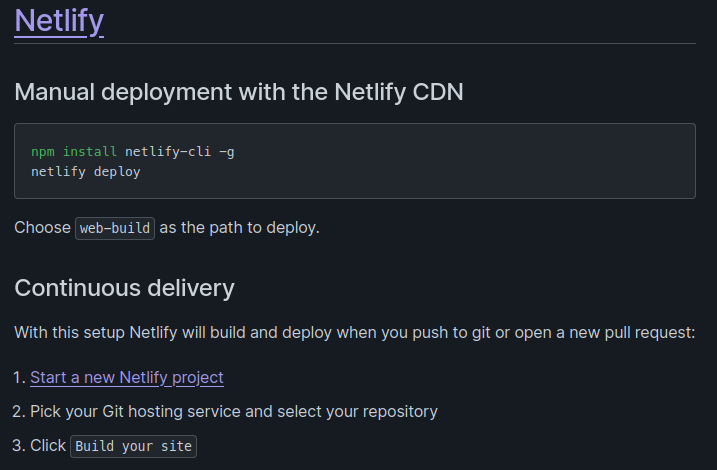 Netlify
Manual deployment with the Netlify CDN
npm install netlify-cli -g
netlify deploy
Choose web-build as the path to deploy.
Continuous delivery
With this setup Netlify will build and deploy when you push to git or open a new pull request:
1. Start a new Netlify project
2. Pick your Git hosting service and select your repository
3. Click Build your site